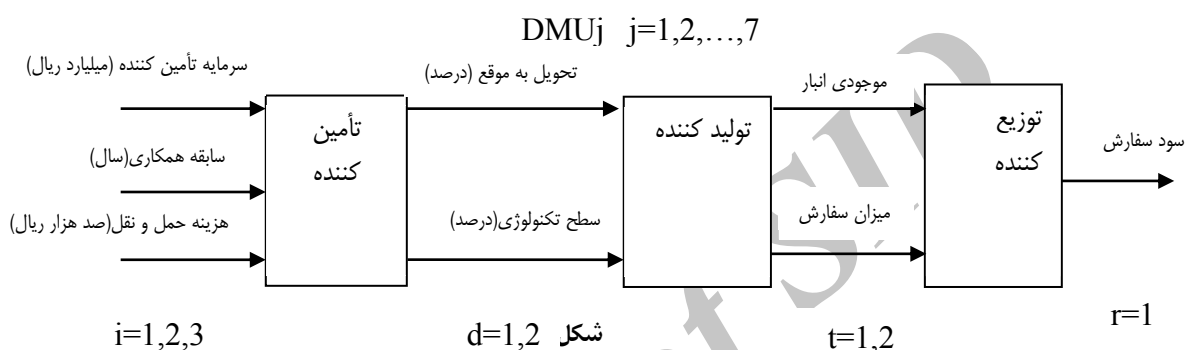 DMUj j=1,2,…,7
سرمایه تأمین کننده (میلیارد ریال)
سابقه همکاری(سال)
هزینه حمل و نقل(صد هزار ریال)
تأمین
کننده
تحویل به موقع (درصد)
سطح تکنولوژی(درصد)
تولید کننده
موجودی انبار
میزان سفارش
توزیع
کننده
سود سفارش
i=1,2,3
d=1,2
شکل
t=1,2
r=1